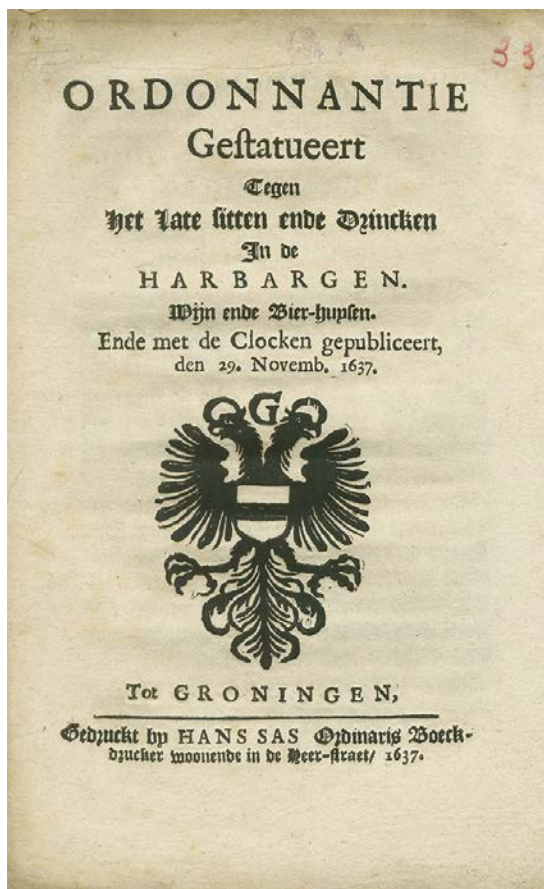 33
ORDONNANTIE
Geſtatueert
Tegen
Het late ſitten ende Drincken
In de
HARBARGEN.
Wijn ende Bier-huyſen.
Ende met de Clocken gepubliceert,
den 29. Novemb. 1637.
G
Tot GRONINGEN,
Gedruckt by HANS SAS Ordinaris Boeck-
drucker woonende in de Heer-ſtraet/ 1637.